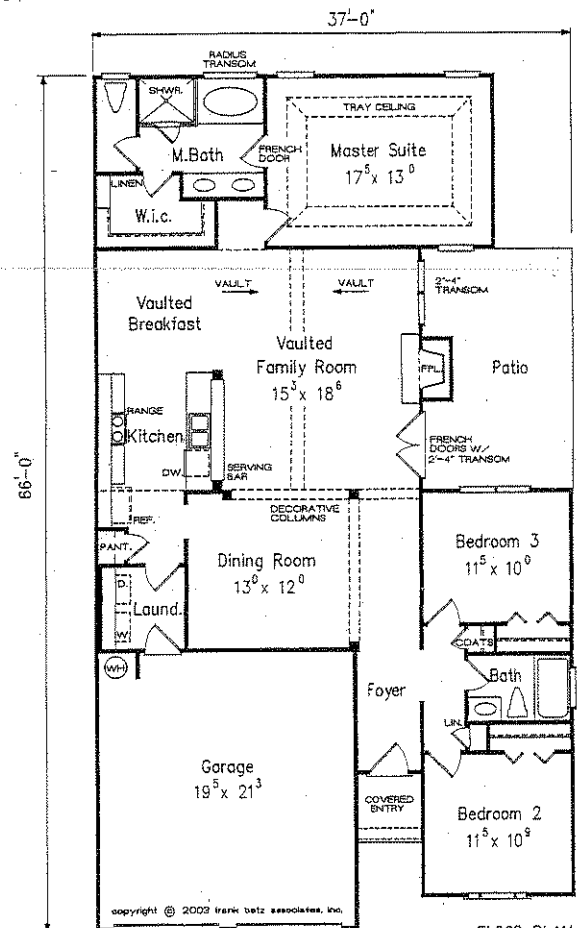 37'-0"
RADIUS
TRANSOM
SHWR.
TRAY CEILING
M.Bath
FRENCH
DOOR
Master Suite
17⁵ x 13⁰
LINEN
W.i.c.
VAULT
VAULT
2'-4"
TRANSOM
Vaulted
Breakfast
Vaulted
Family Room
15³ x 18⁶
FPL.
Patio
RANGE
Kitchen
DW.
SERVING
BAR
FRENCH
DOORS W/
2'-4" TRANSOM
66'-0"
REF.
DECORATIVE
COLUMNS
PANT.
Dining Room
13⁰ x 12⁰
Bedroom 3
11⁵ x 10⁰
D.
Laund.
W.
COATS
WH
Foyer
Bath
LIN.
Garage
19⁵ x 21³
COVERED
ENTRY
Bedroom 2
11⁵ x 10⁹
copyright © 2003 frank betz associates, inc.